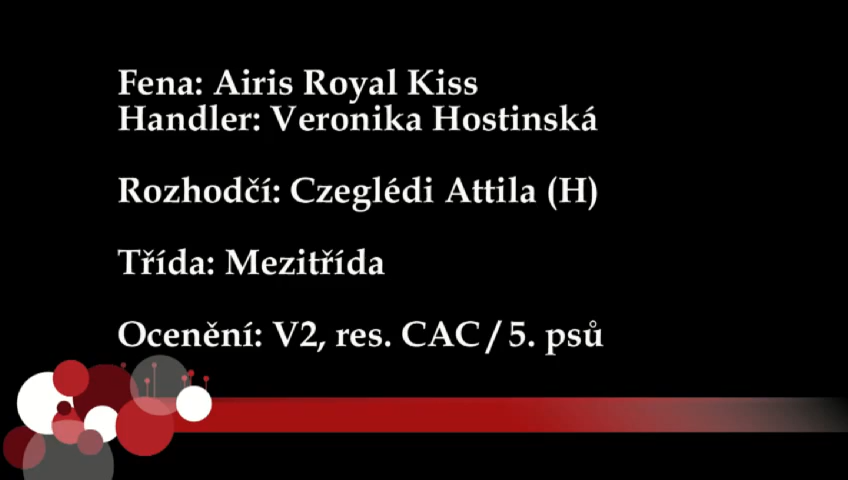 Fena: Airis Royal Kiss
Handler: Veronika Hostinská
Rozhodčí: Czeglédi Attila (H)
Třída: Mezitřída
Ocenění: V2, res. CAC / 5. psů